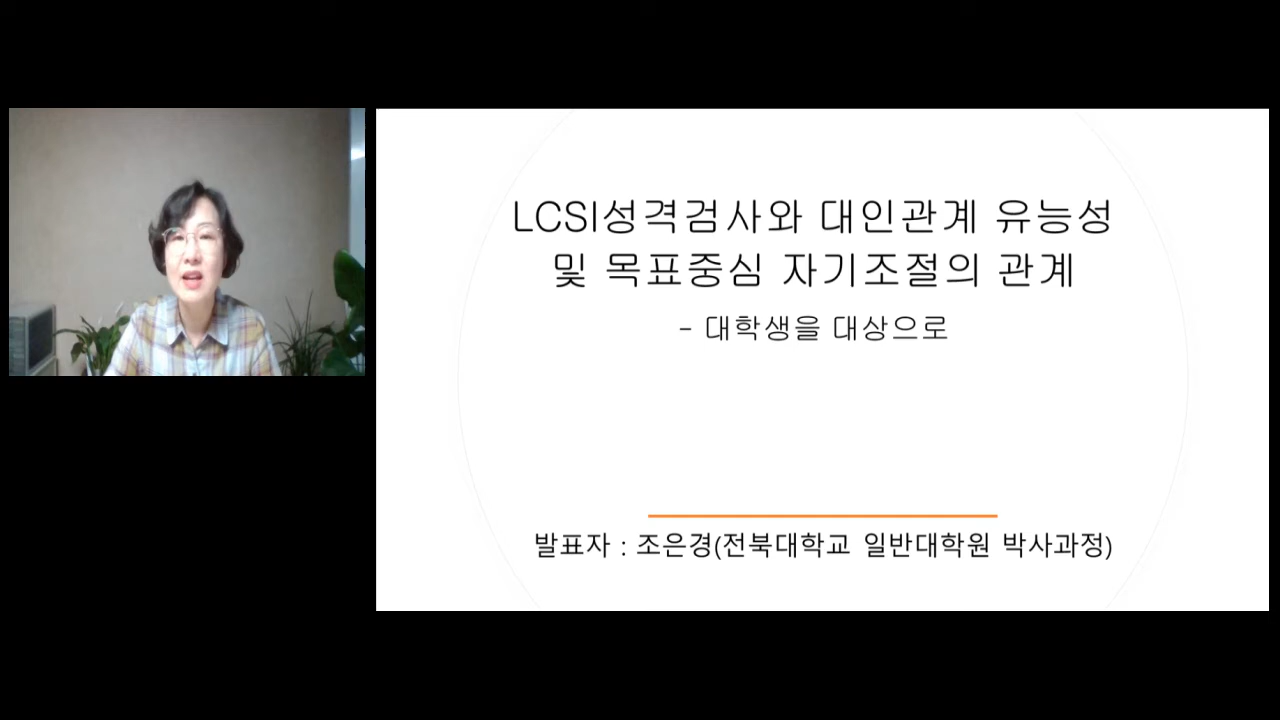 LCSI성격검사와 대인관계 유능성
및 목표중심 자기조절의 관계
- 대학생을 대상으로
발표자 : 조은경(전북대학교 일반대학원 박사과정)